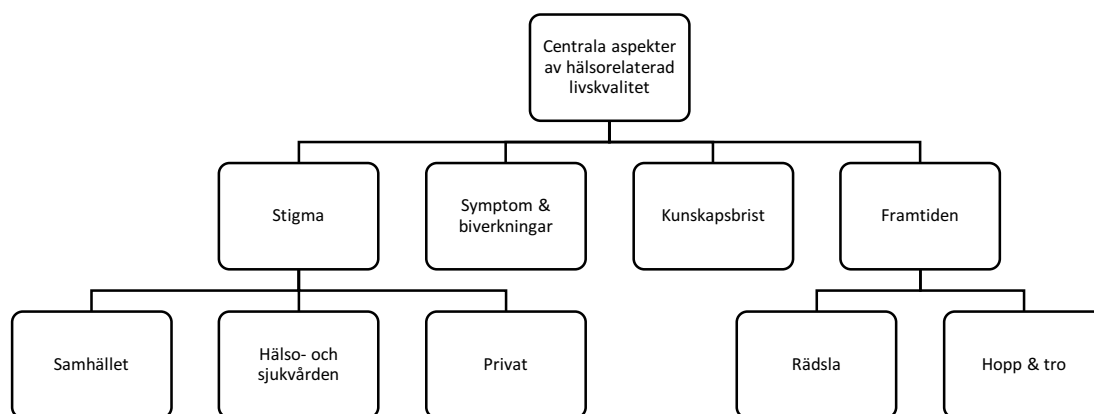 Centrala aspekter
av hälsorelaterad
livskvalitet
Stigma
Symptom &
biverkningar
Kunskapsbrist
Framtiden
Samhället
Hälso- och
sjukvården
Privat
Rädsla
Hopp & tro